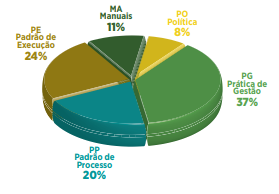 MA
Manuais
11%
PO
Política
8%
PE
Padrão de
Execução
24%
PG
Prática de
Gestão
37%
PP
Padrão de
Processo
20%